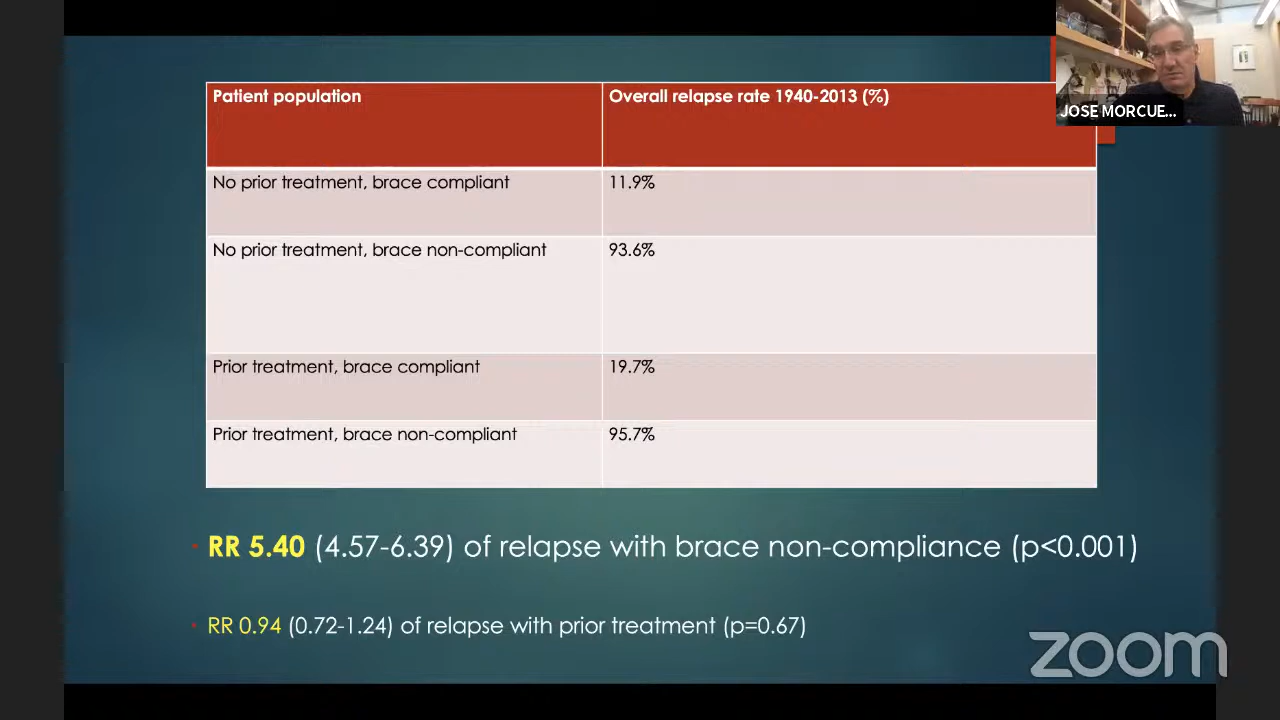 JOSE MORCUE...
Patient population
Overall relapse rate 1940-2013 (%)
No prior treatment, brace compliant
11.9%
No prior treatment, brace non-compliant
93.6%
Prior treatment, brace compliant
19.7%
Prior treatment, brace non-compliant
95.7%
RR 5.40 (4.57-6.39) of relapse with brace non-compliance (p<0.001)
RR 0.94 (0.72-1.24) of relapse with prior treatment (p=0.67)
zoom